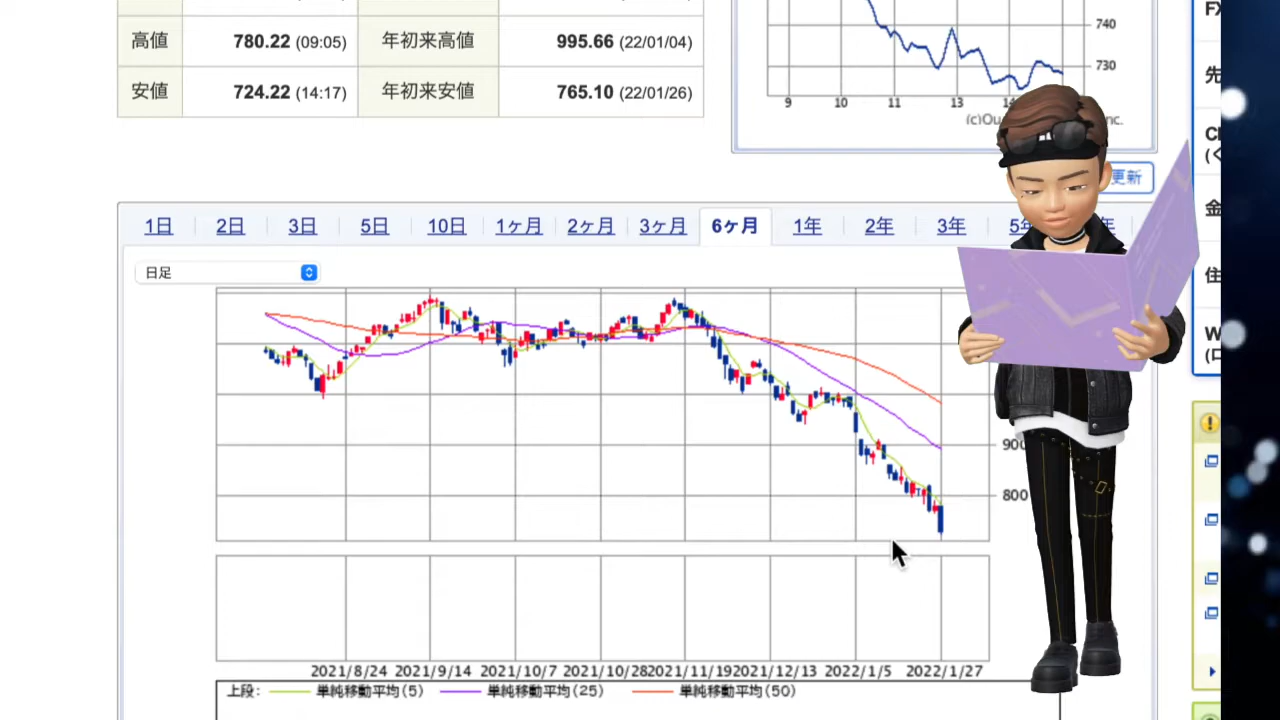 740
高値 780.22 (09:05) 年初来高値 995.66 (22/01/04)
730
安値 724.22 (14:17) 年初来安値 765.10 (22/01/26)
9 10 11 13
更新
1日 2日 3日 5日 10日 1ヶ月 2ヶ月 3ヶ月 6ヶ月 1年 2年 3年
日足
800
2021/8/24 2021/9/14 2021/10/7 2021/10/28 2021/11/19 2021/12/13 2022/1/5 2022/1/27
上段: 単純移動平均(5) 単純移動平均(25) 単純移動平均(50)